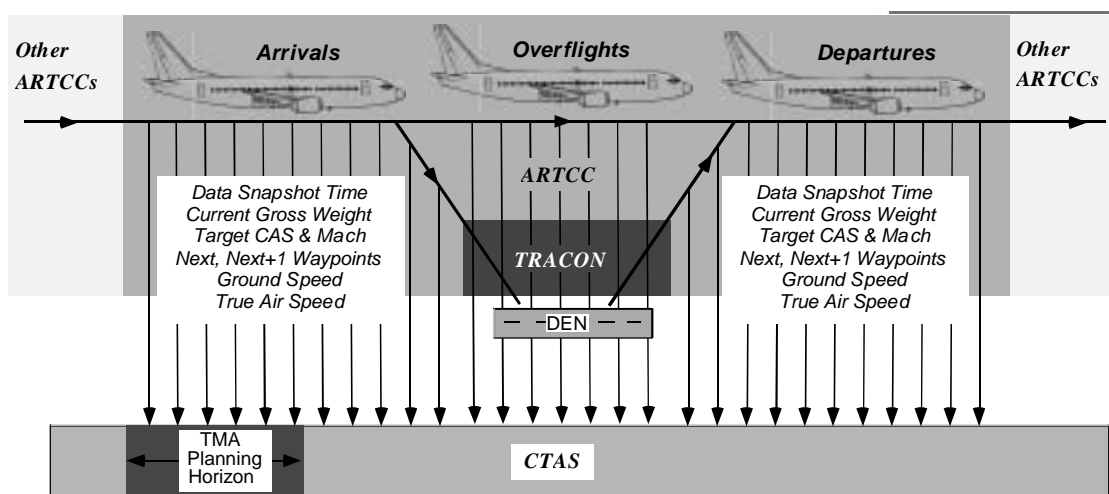 Other
ARTCCs
Arrivals
Overflights
Departures
Other
ARTCCs
ARTCC
Data Snapshot Time
Current Gross Weight
Target CAS & Mach
Next, Next+1 Waypoints
Ground Speed
True Air Speed
TRACON
Data Snapshot Time
Current Gross Weight
Target CAS & Mach
Next, Next+1 Waypoints
Ground Speed
True Air Speed
DEN
TMA
Planning
Horizon
CTAS